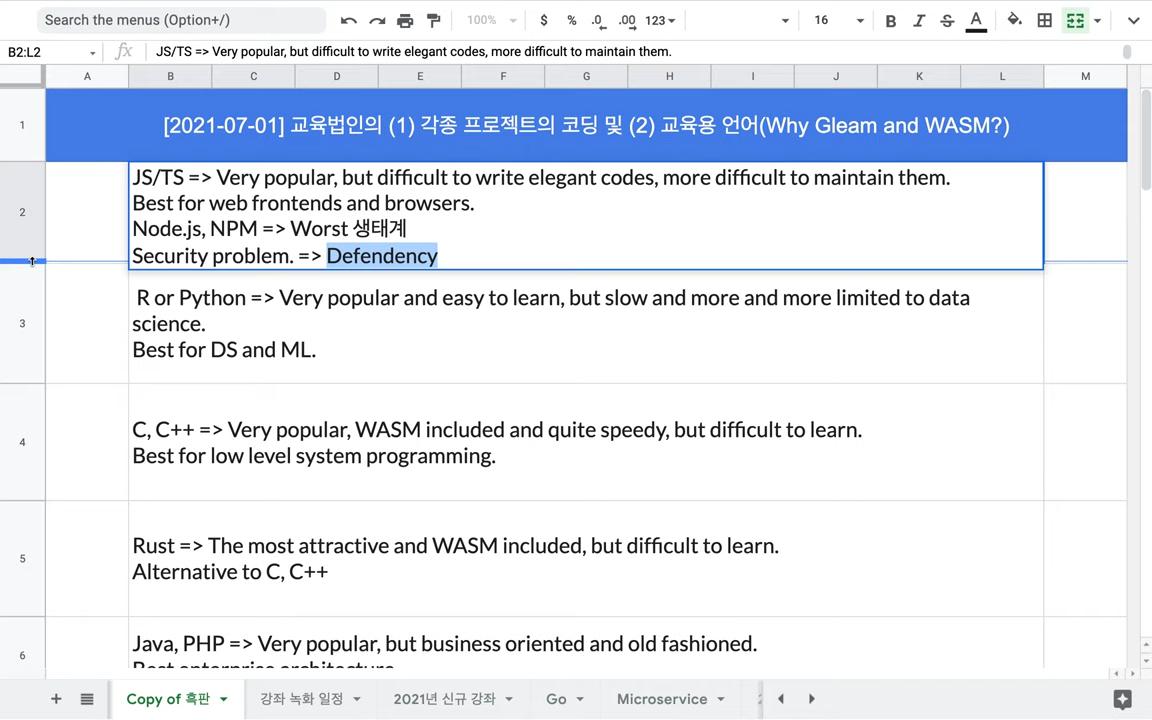 Search the menus (Option+/)
100%
$ % .0 .00 123
16
B I S A
B2:L2
fx
JS/TS => Very popular, but difficult to write elegant codes, more difficult to maintain them.
A B C D E F G H I J K L M
1
[2021-07-01] 교육법인의 (1) 각종 프로젝트의 코딩 및 (2) 교육용 언어(Why Gleam and WASM?)
2
JS/TS => Very popular, but difficult to write elegant codes, more difficult to maintain them.
Best for web frontends and browsers.
Node.js, NPM => Worst 생태계
Security problem. => Defendency
3
R or Python => Very popular and easy to learn, but slow and more and more limited to data
science.
Best for DS and ML.
4
C, C++ => Very popular, WASM included and quite speedy, but difficult to learn.
Best for low level system programming.
5
Rust => The most attractive and WASM included, but difficult to learn.
Alternative to C, C++
6
Java, PHP => Very popular, but business oriented and old fashioned.
Best enterprise architecture
Copy of 흑판
강좌 녹화 일정
2021년 신규 강좌
Go
Microservice